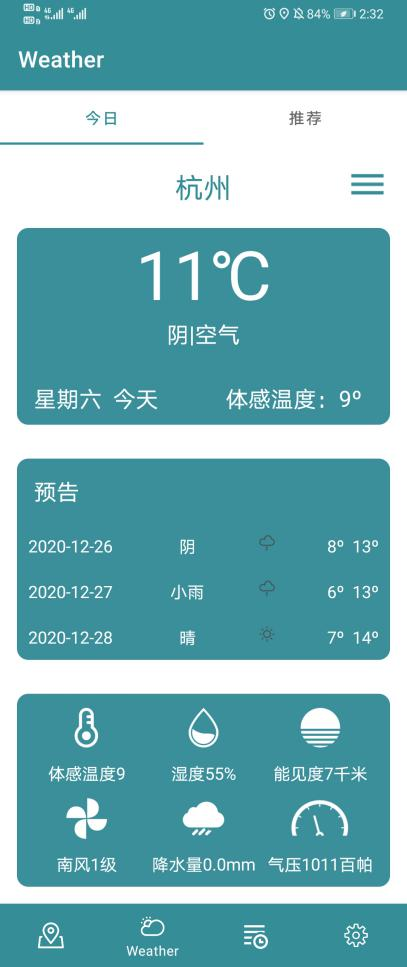 HD 1 4G 4G 84% 2:32
HD 2
Weather
今日 推荐
杭州
11℃
阴|空气
星期六 今天 体感温度: 9º
预告
2020-12-26 阴 8º 13º
2020-12-27 小雨 6º 13º
2020-12-28 晴 7º 14º
体感温度9 湿度55% 能见度7千米
南风1级 降水量0.0mm 气压1011百帕
Weather